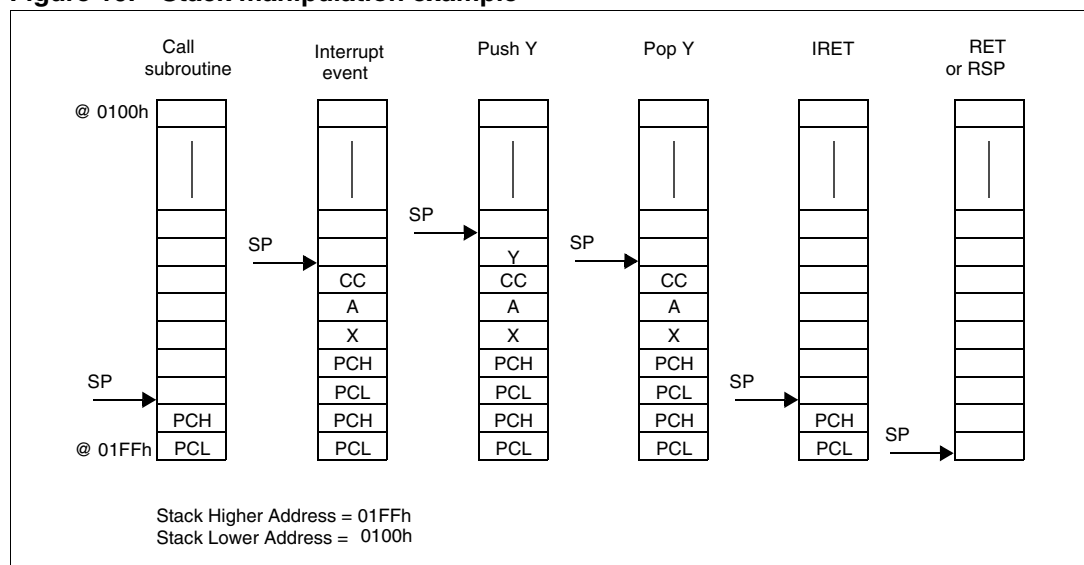 Figure 10. Stack manipulation example
Call subroutine
Interrupt event
Push Y
Pop Y
IRET
RET or RSP
@ 0100h
SP
PCH
@ 01FFh PCL
SP
CC
A
X
PCH
PCL
PCH
PCL
SP
Y
CC
A
X
PCH
PCL
PCH
PCL
SP
CC
A
X
PCH
PCL
PCH
PCL
SP
PCH
PCL
SP
Stack Higher Address = 01FFh
Stack Lower Address = 0100h